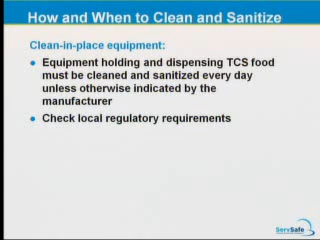 How and When to Clean and Sanitize
Clean-in-place equipment:
Equipment holding and dispensing TCS food
must be cleaned and sanitized every day
unless otherwise indicated by the
manufacturer
Check local regulatory requirements
ServSafe